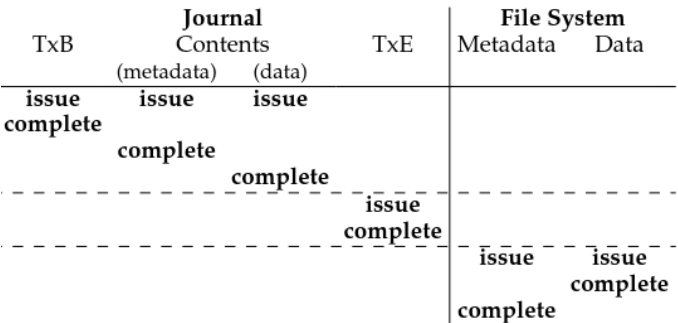 Journal File System
TxB Contents TxE Metadata Data
(metadata) (data)
issue issue issue
complete
complete
complete
issue
complete
issue issue
complete
complete